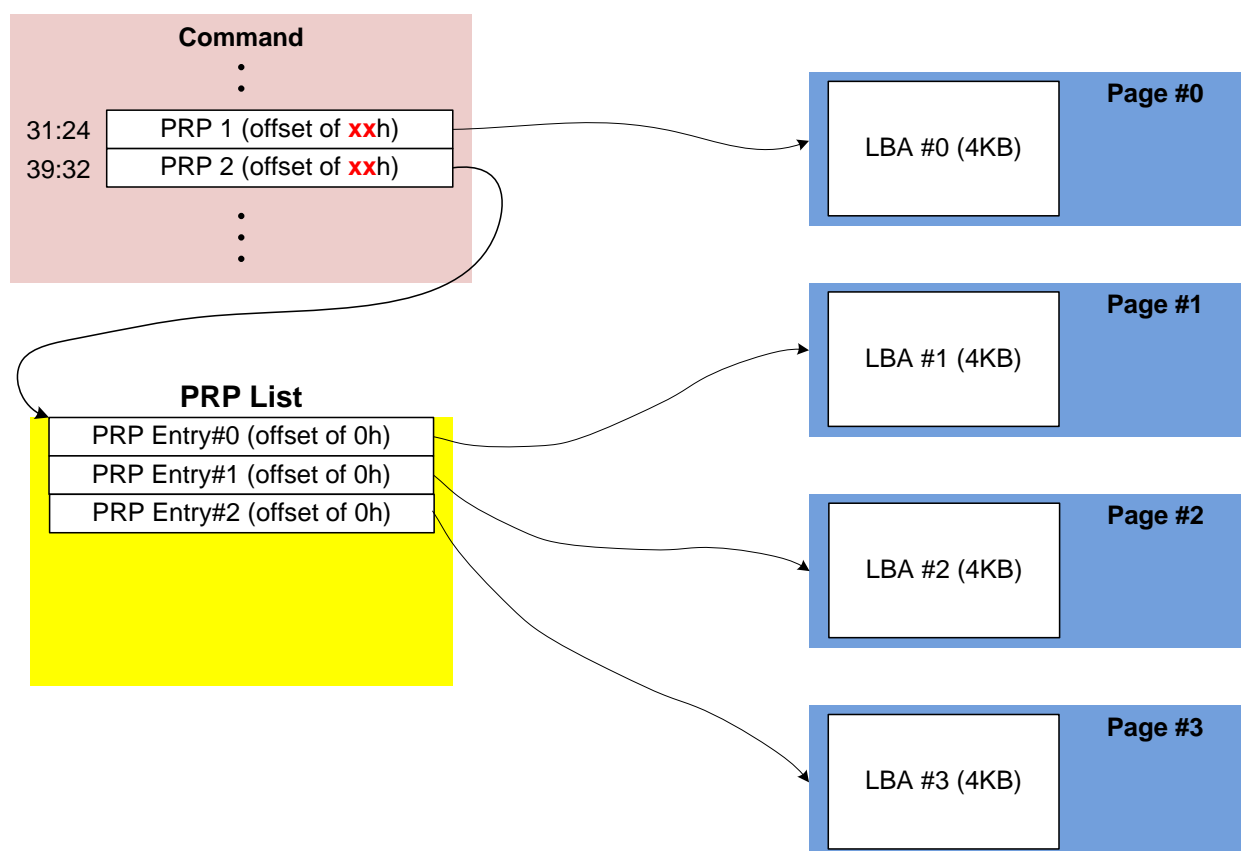 Command
31:24
PRP 1 (offset of xxh)
39:32
PRP 2 (offset of xxh)
PRP List
PRP Entry#0 (offset of 0h)
PRP Entry#1 (offset of 0h)
PRP Entry#2 (offset of 0h)
Page #0
LBA #0 (4KB)
Page #1
LBA #1 (4KB)
Page #2
LBA #2 (4KB)
Page #3
LBA #3 (4KB)